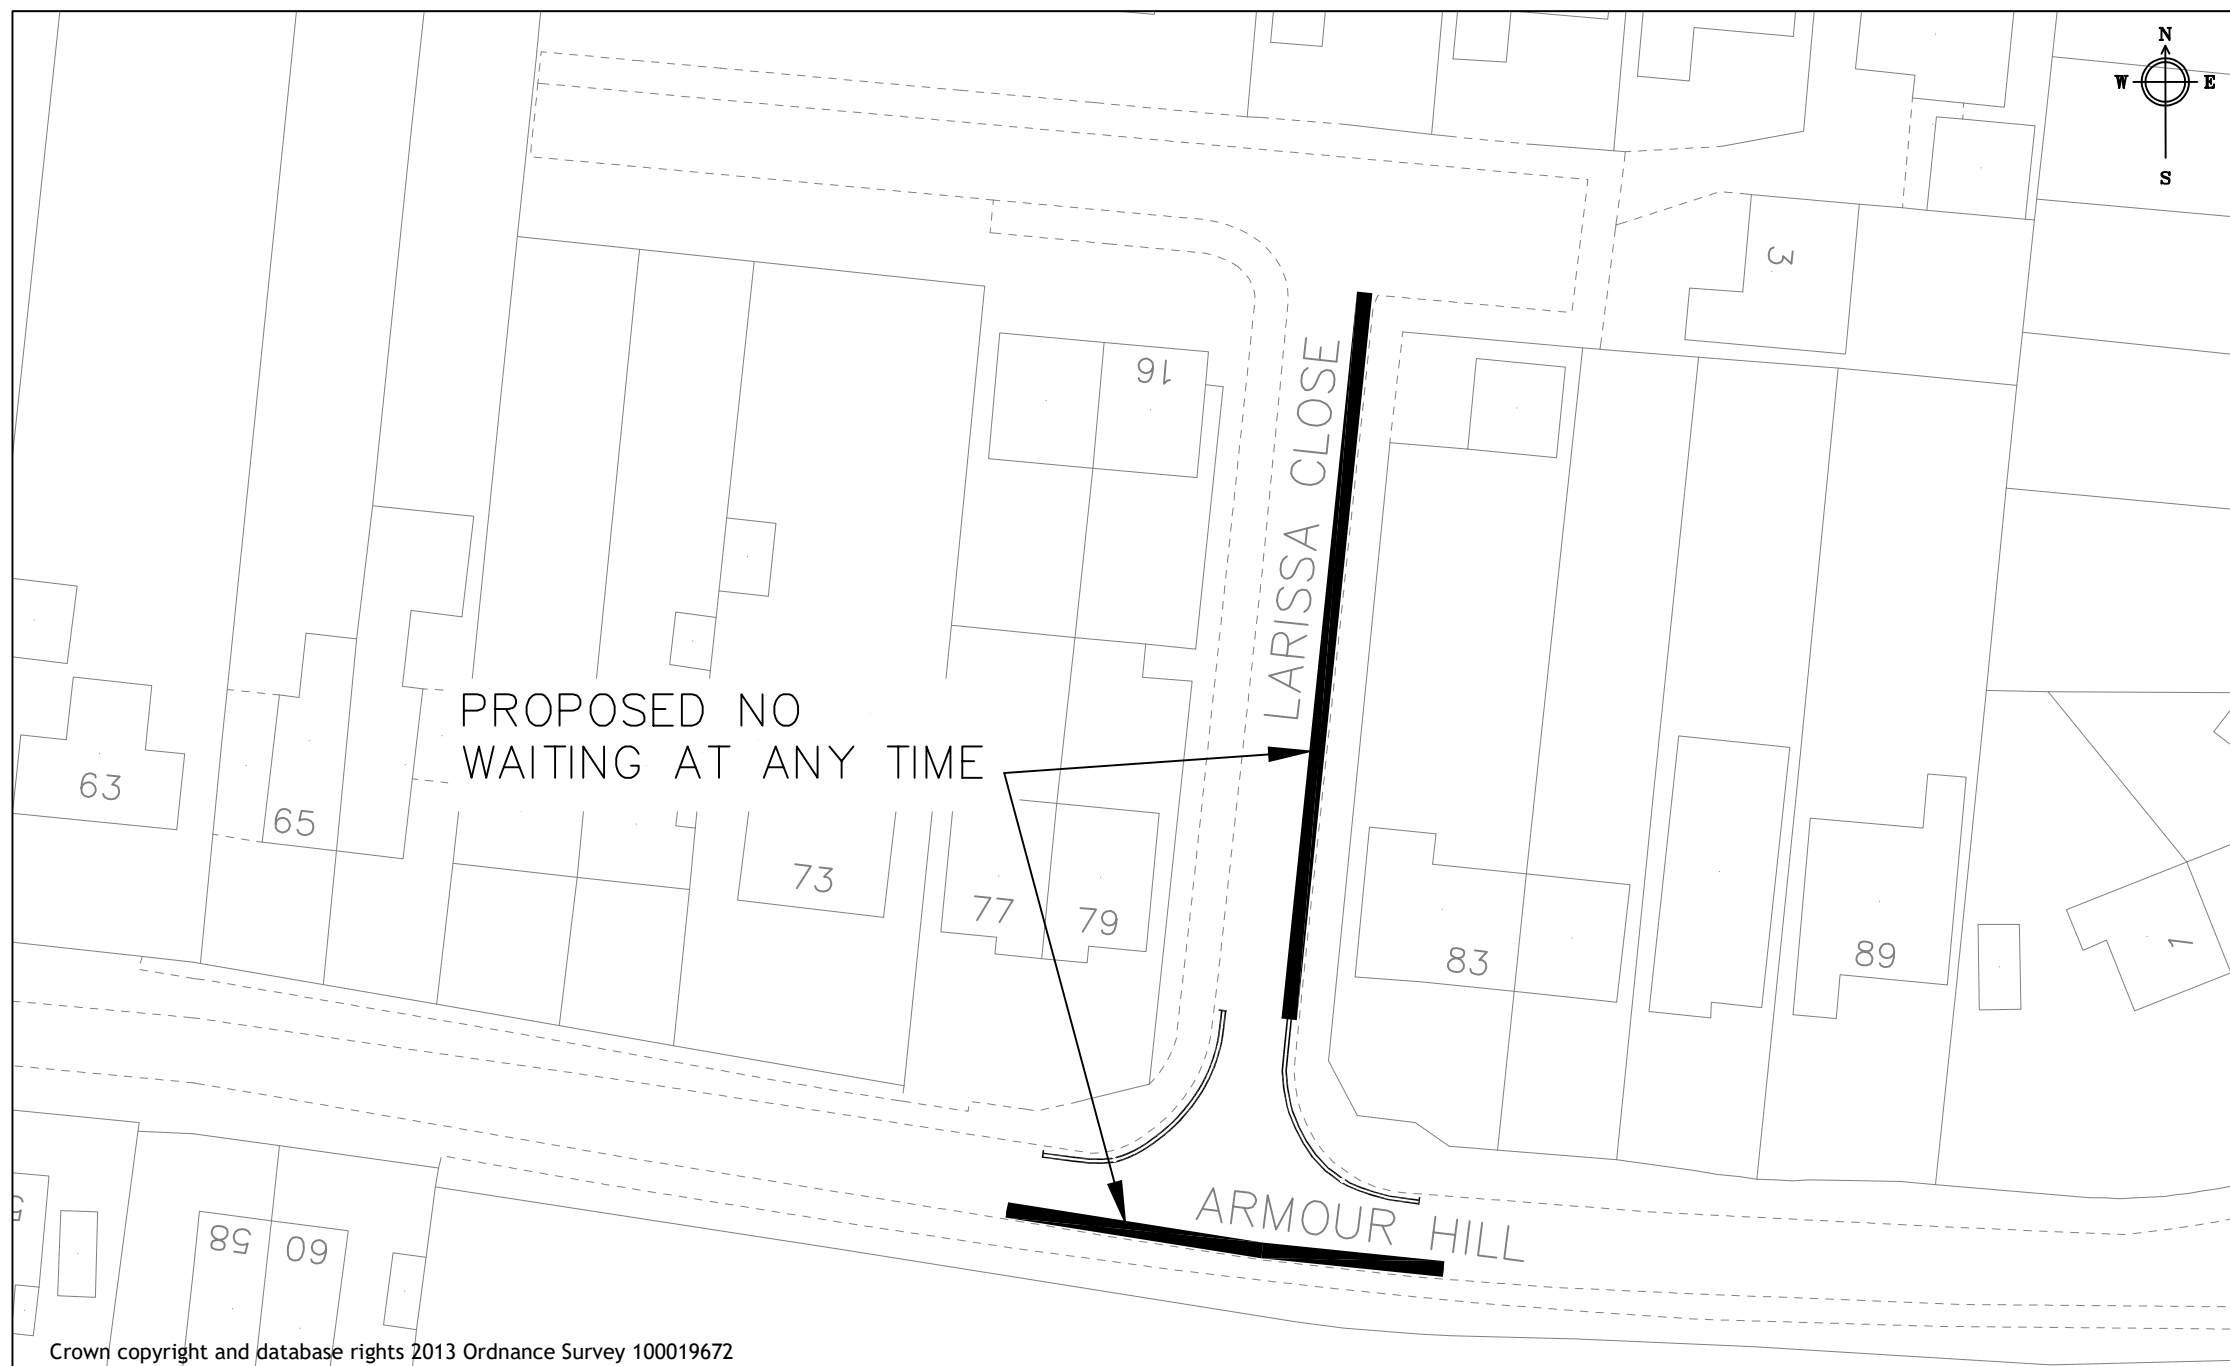 N
W E
S
3
16
LARISSA CLOSE
PROPOSED NO
WAITING AT ANY TIME
63
65
73
77
79
83
89
1
ARMOUR HILL
58
60
Crown copyright and database rights 2013 Ordnance Survey 100019672